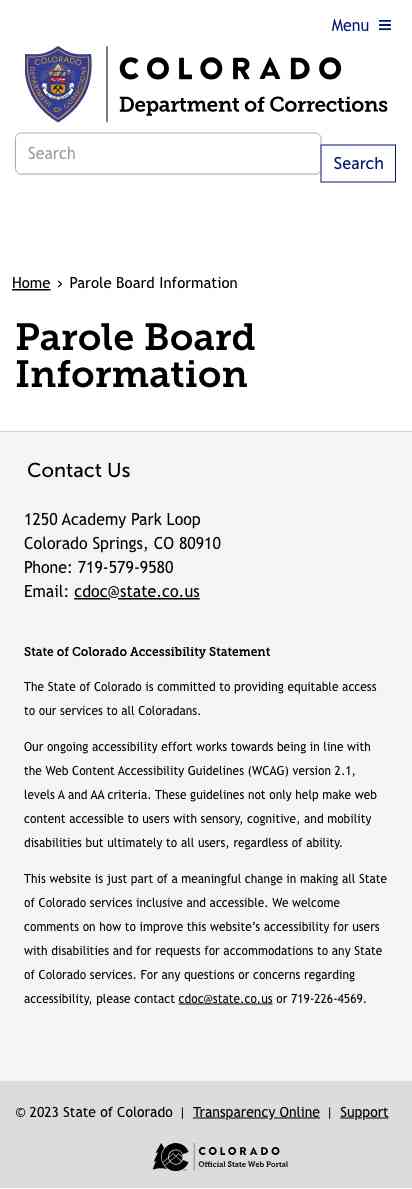 Menu
COLORADO
COLORADO
Department of Corrections
Search
Search
Home › Parole Board Information
Parole Board
Information
Contact Us
1250 Academy Park Loop
Colorado Springs, CO 80910
Phone: 719-579-9580
Email: cdoc@state.co.us
State of Colorado Accessibility Statement
The State of Colorado is committed to providing equitable access
to our services to all Coloradans.
Our ongoing accessibility effort works towards being in line with
the Web Content Accessibility Guidelines (WCAG) version 2.1,
levels A and AA criteria. These guidelines not only help make web
content accessible to users with sensory, cognitive, and mobility
disabilities but ultimately to all users, regardless of ability.
This website is just part of a meaningful change in making all State
of Colorado services inclusive and accessible. We welcome
comments on how to improve this website’s accessibility for users
with disabilities and for requests for accommodations to any State
of Colorado services. For any questions or concerns regarding
accessibility, please contact cdoc@state.co.us or 719-226-4569.
© 2023 State of Colorado | Transparency Online | Support
COLORADO
Official State Web Portal